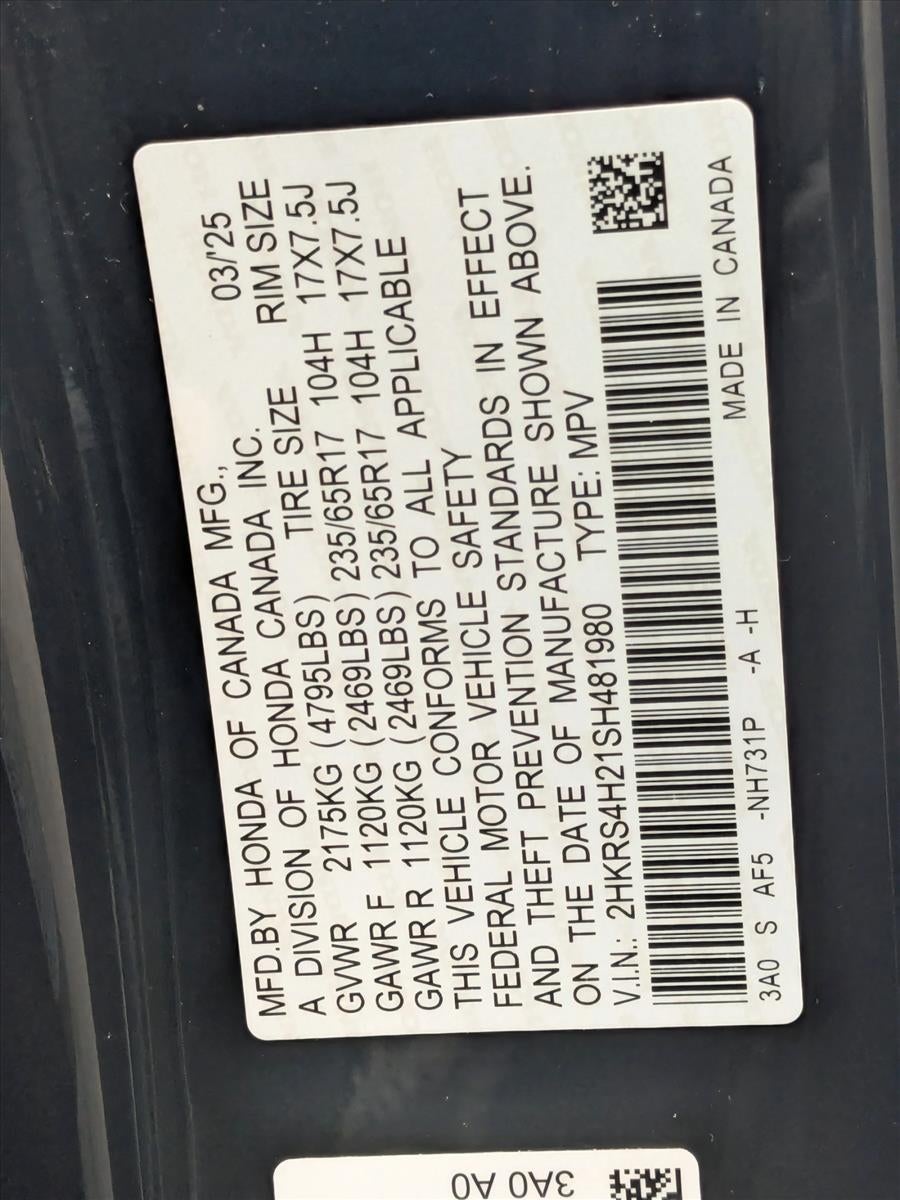 MFD.BY HONDA OF CANADA MFG., 03/'25
A DIVISION OF HONDA CANADA INC.
TIRE SIZE RIM SIZE
GVWR 2175KG (4795LBS)
GAWR F 1120KG (2469LBS) 235/65R17 104H 17X7.5J
GAWR R 1120KG (2469LBS) 235/65R17 104H 17X7.5J
THIS VEHICLE CONFORMS TO ALL APPLICABLE
FEDERAL MOTOR VEHICLE SAFETY
AND THEFT PREVENTION STANDARDS IN EFFECT
ON THE DATE OF MANUFACTURE SHOWN ABOVE.
V.I.N.: 2HKRS4H21SH481980 TYPE: MPV
3A0 S AF5 -NH731P -A -H MADE IN CANADA
3A0 A0